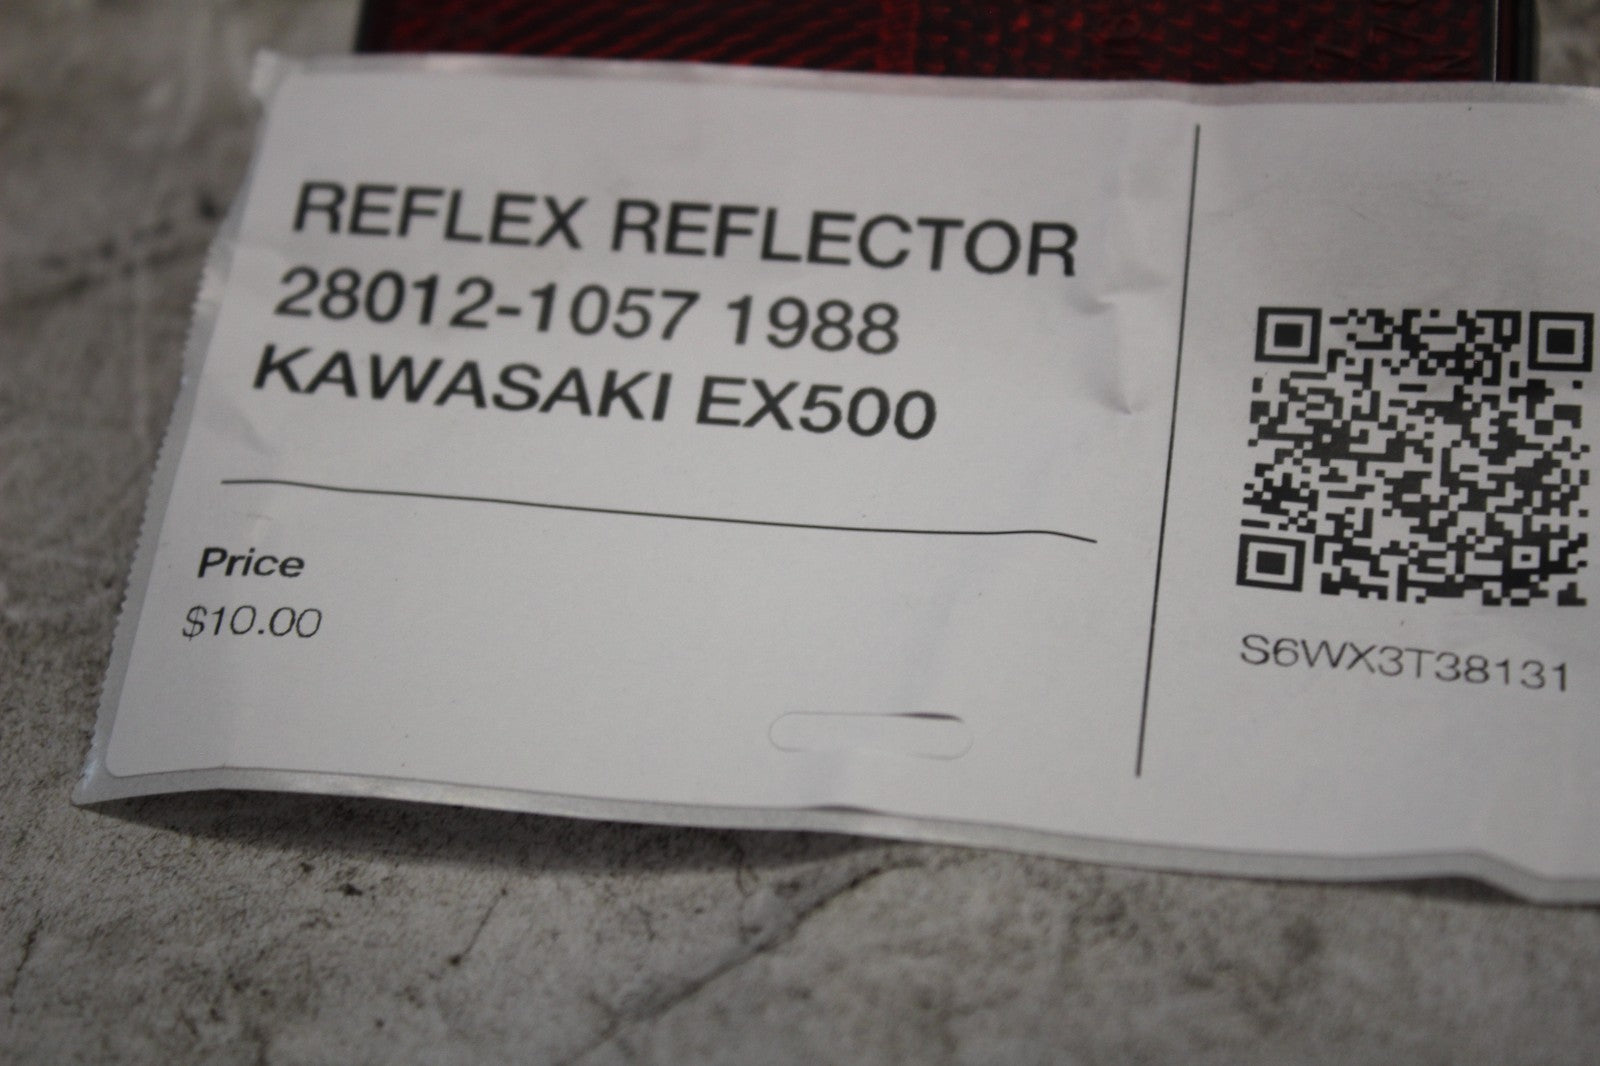 REFLEX REFLECTOR
28012-1057 1988
KAWASAKI EX500
Price
$10.00
S6WX3T38131